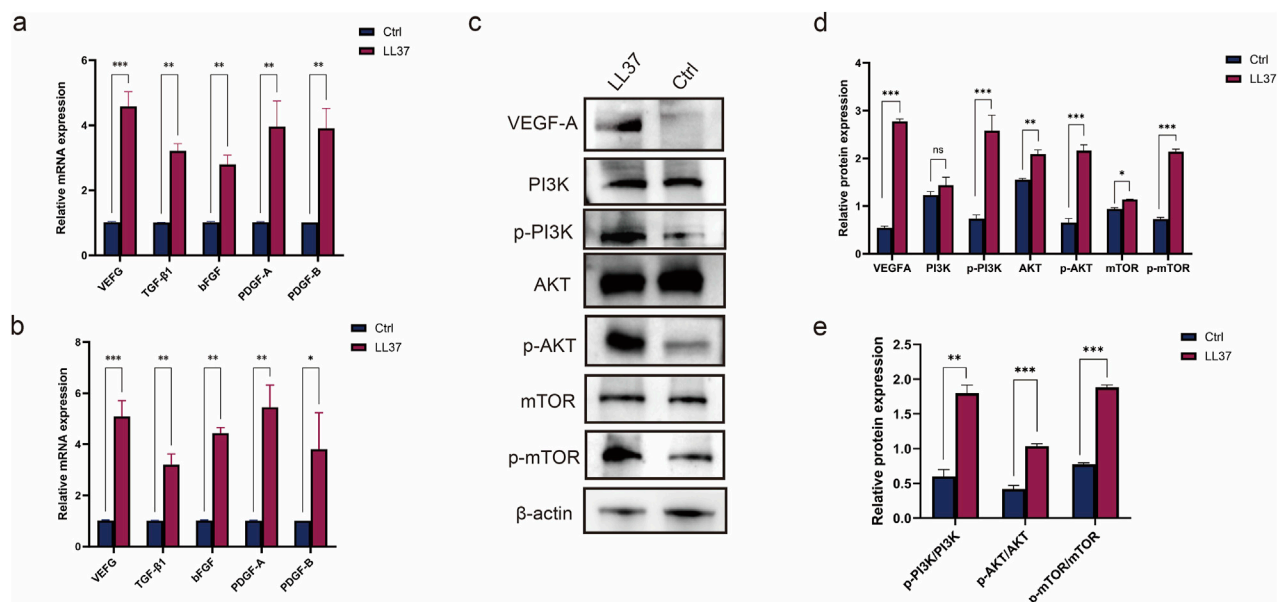 a
Ctrl
LL37
Relative mRNA expression
6
4
2
0
***
**
**
**
**
VEFG
TGF-β1
bFGF
PDGF-A
PDGF-B
b
Ctrl
LL37
Relative mRNA expression
8
6
4
2
0
***
**
**
**
*
VEFG
TGF-β1
bFGF
PDGF-A
PDGF-B
c
LL37
Ctrl
VEGF-A
PI3K
p-PI3K
AKT
p-AKT
mTOR
p-mTOR
β-actin
d
Ctrl
LL37
Relative protein expression
4
3
2
1
0
***
ns
***
**
***
*
***
VEGFA
PI3K
p-PI3K
AKT
p-AKT
mTOR
p-mTOR
e
Ctrl
LL37
Relative protein expression
2.5
2.0
1.5
1.0
0.5
0.0
**
***
***
p-PI3K/PI3K
p-AKT/AKT
p-mTOR/mTOR